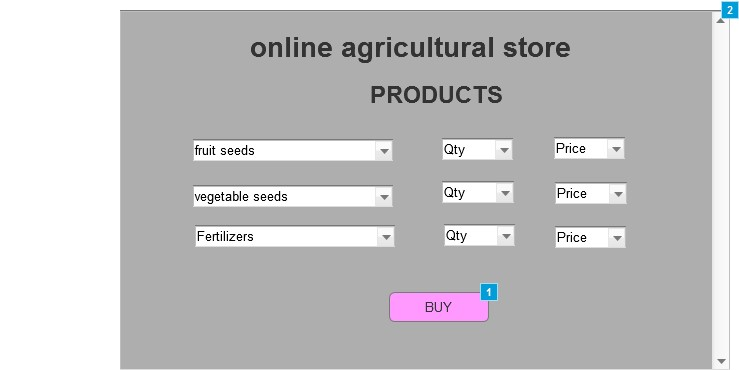 2
online agricultural store
PRODUCTS
fruit seeds Qty Price
vegetable seeds Qty Price
Fertilizers Qty Price
1
BUY